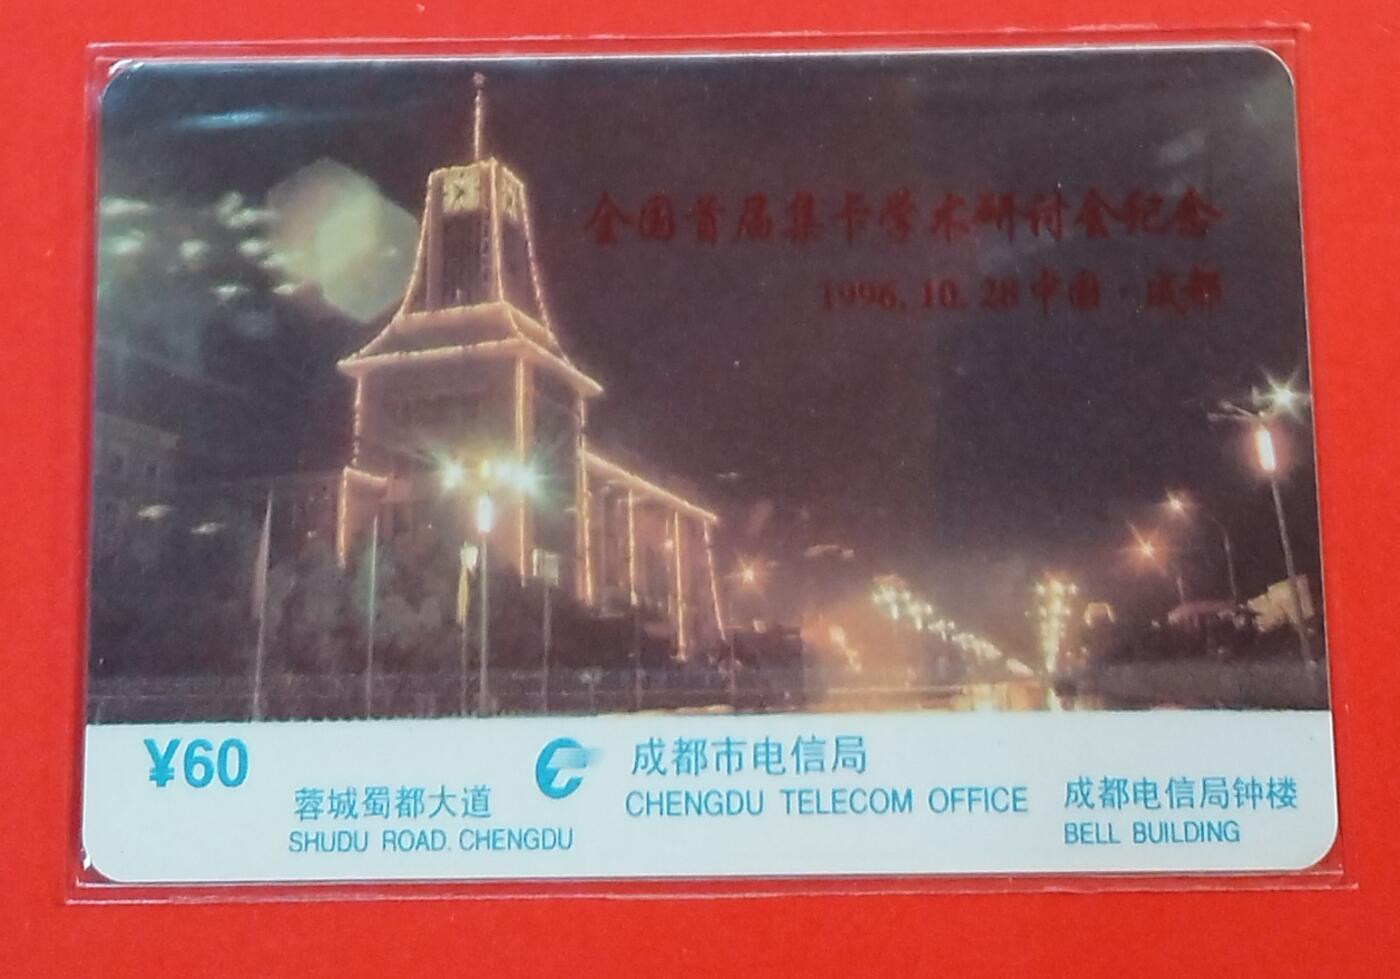 全国首届集卡学术研讨会纪念
1996.10.28 中国·成都
¥60
蓉城蜀都大道
SHUDU ROAD. CHENGDU
成都市电信局
CHENGDU TELECOM OFFICE
成都电信局钟楼
BELL BUILDING